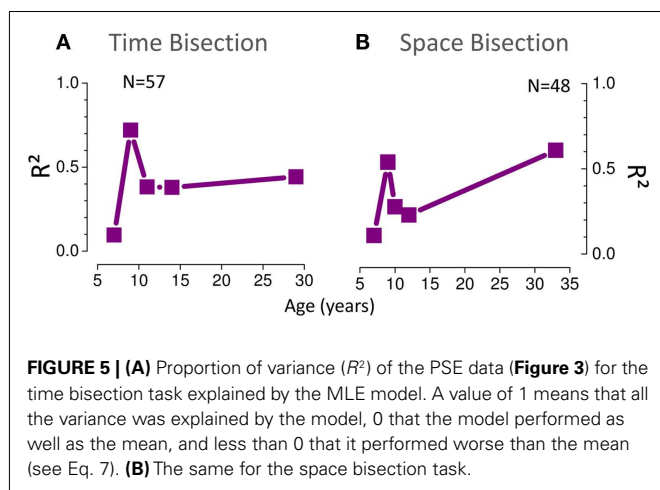 A Time Bisection
B Space Bisection
N=57
N=48
1.0
0.5
0.0
R²
5 10 15 20 25 30
1.0
0.5
0.0
R²
5 10 15 20 25 30 35
Age (years)
FIGURE 5 | (A) Proportion of variance (R²) of the PSE data (Figure 3) for the
time bisection task explained by the MLE model. A value of 1 means that all
the variance was explained by the model, 0 that the model performed as
well as the mean, and less than 0 that it performed worse than the mean
(see Eq. 7). (B) The same for the space bisection task.